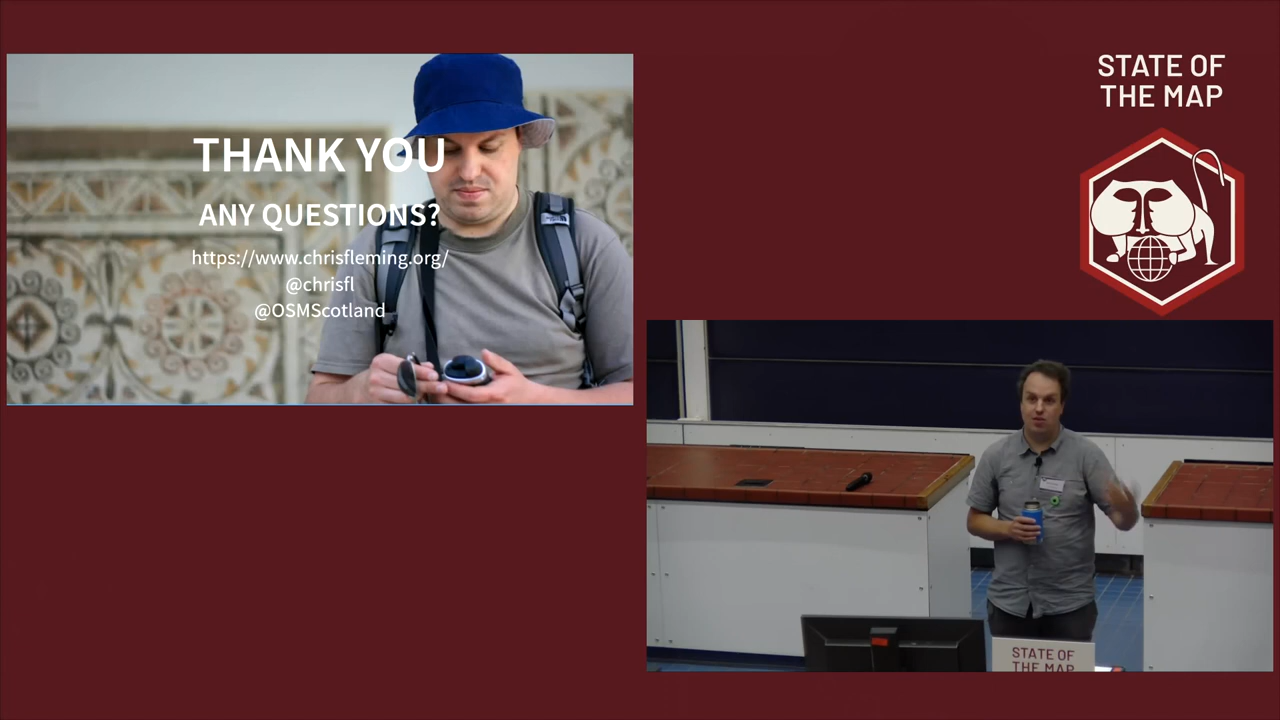 THANK YOU
ANY QUESTIONS?
https://www.chrisfleming.org/
@chrisfl
@OSMScotland
STATE OF
THE MAP
STATE OF
THE MAP